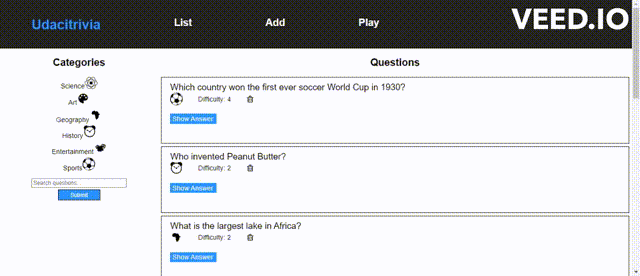 Udacitrivia
List
Add
Play
VEED.IO
Categories
Science
Art
Geography
History
Entertainment
Sports
Search questions...
Submit
Questions
Which country won the first ever soccer World Cup in 1930?
Difficulty: 4
Show Answer
Who invented Peanut Butter?
Difficulty: 2
Show Answer
What is the largest lake in Africa?
Difficulty: 2
Show Answer